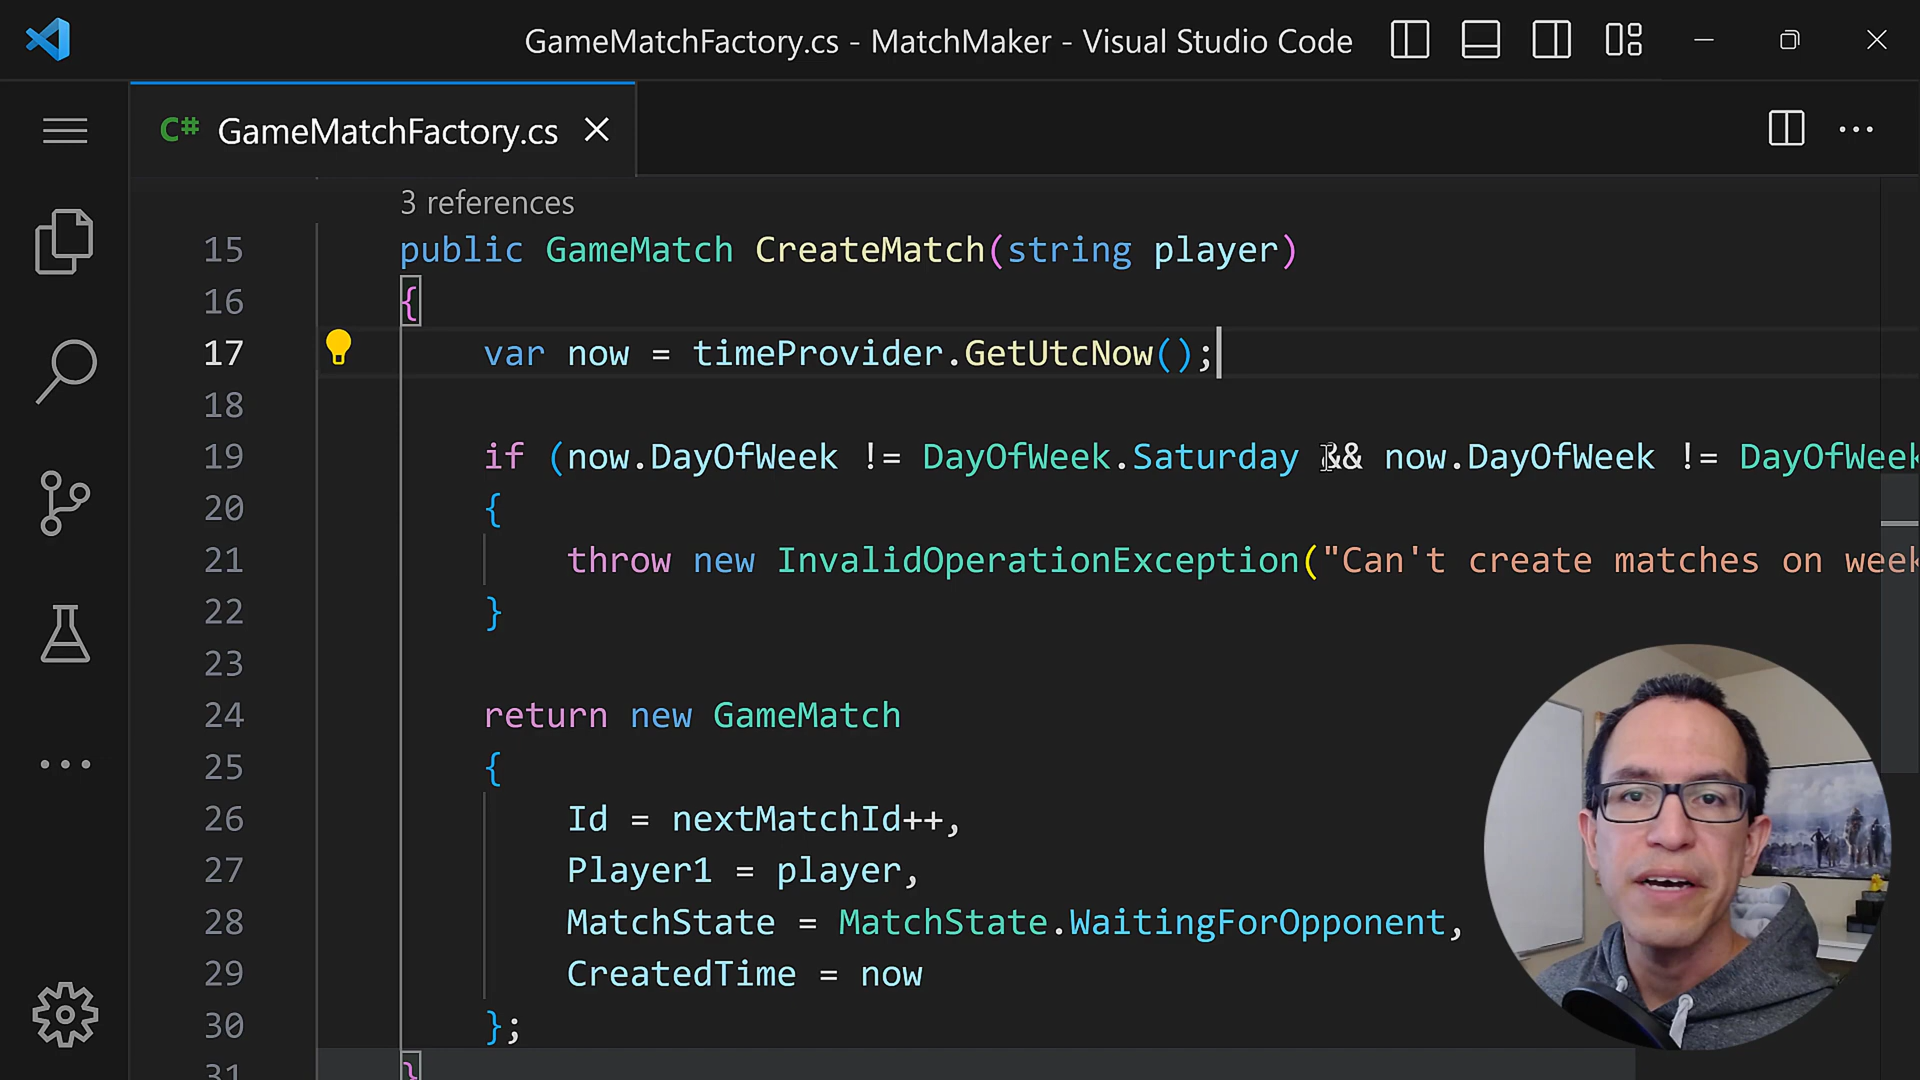 GameMatchFactory.cs - MatchMaker - Visual Studio Code
C# GameMatchFactory.cs
3 references
15 public GameMatch CreateMatch(string player)
16 {
17 var now = timeProvider.GetUtcNow();
18
19 if (now.DayOfWeek != DayOfWeek.Saturday && now.DayOfWeek != DayOfWeek
20 {
21 throw new InvalidOperationException("Can't create matches on week
22 }
23
24 return new GameMatch
25 {
26 Id = nextMatchId++,
27 Player1 = player,
28 MatchState = MatchState.WaitingForOpponent,
29 CreatedTime = now
30 };
31 }